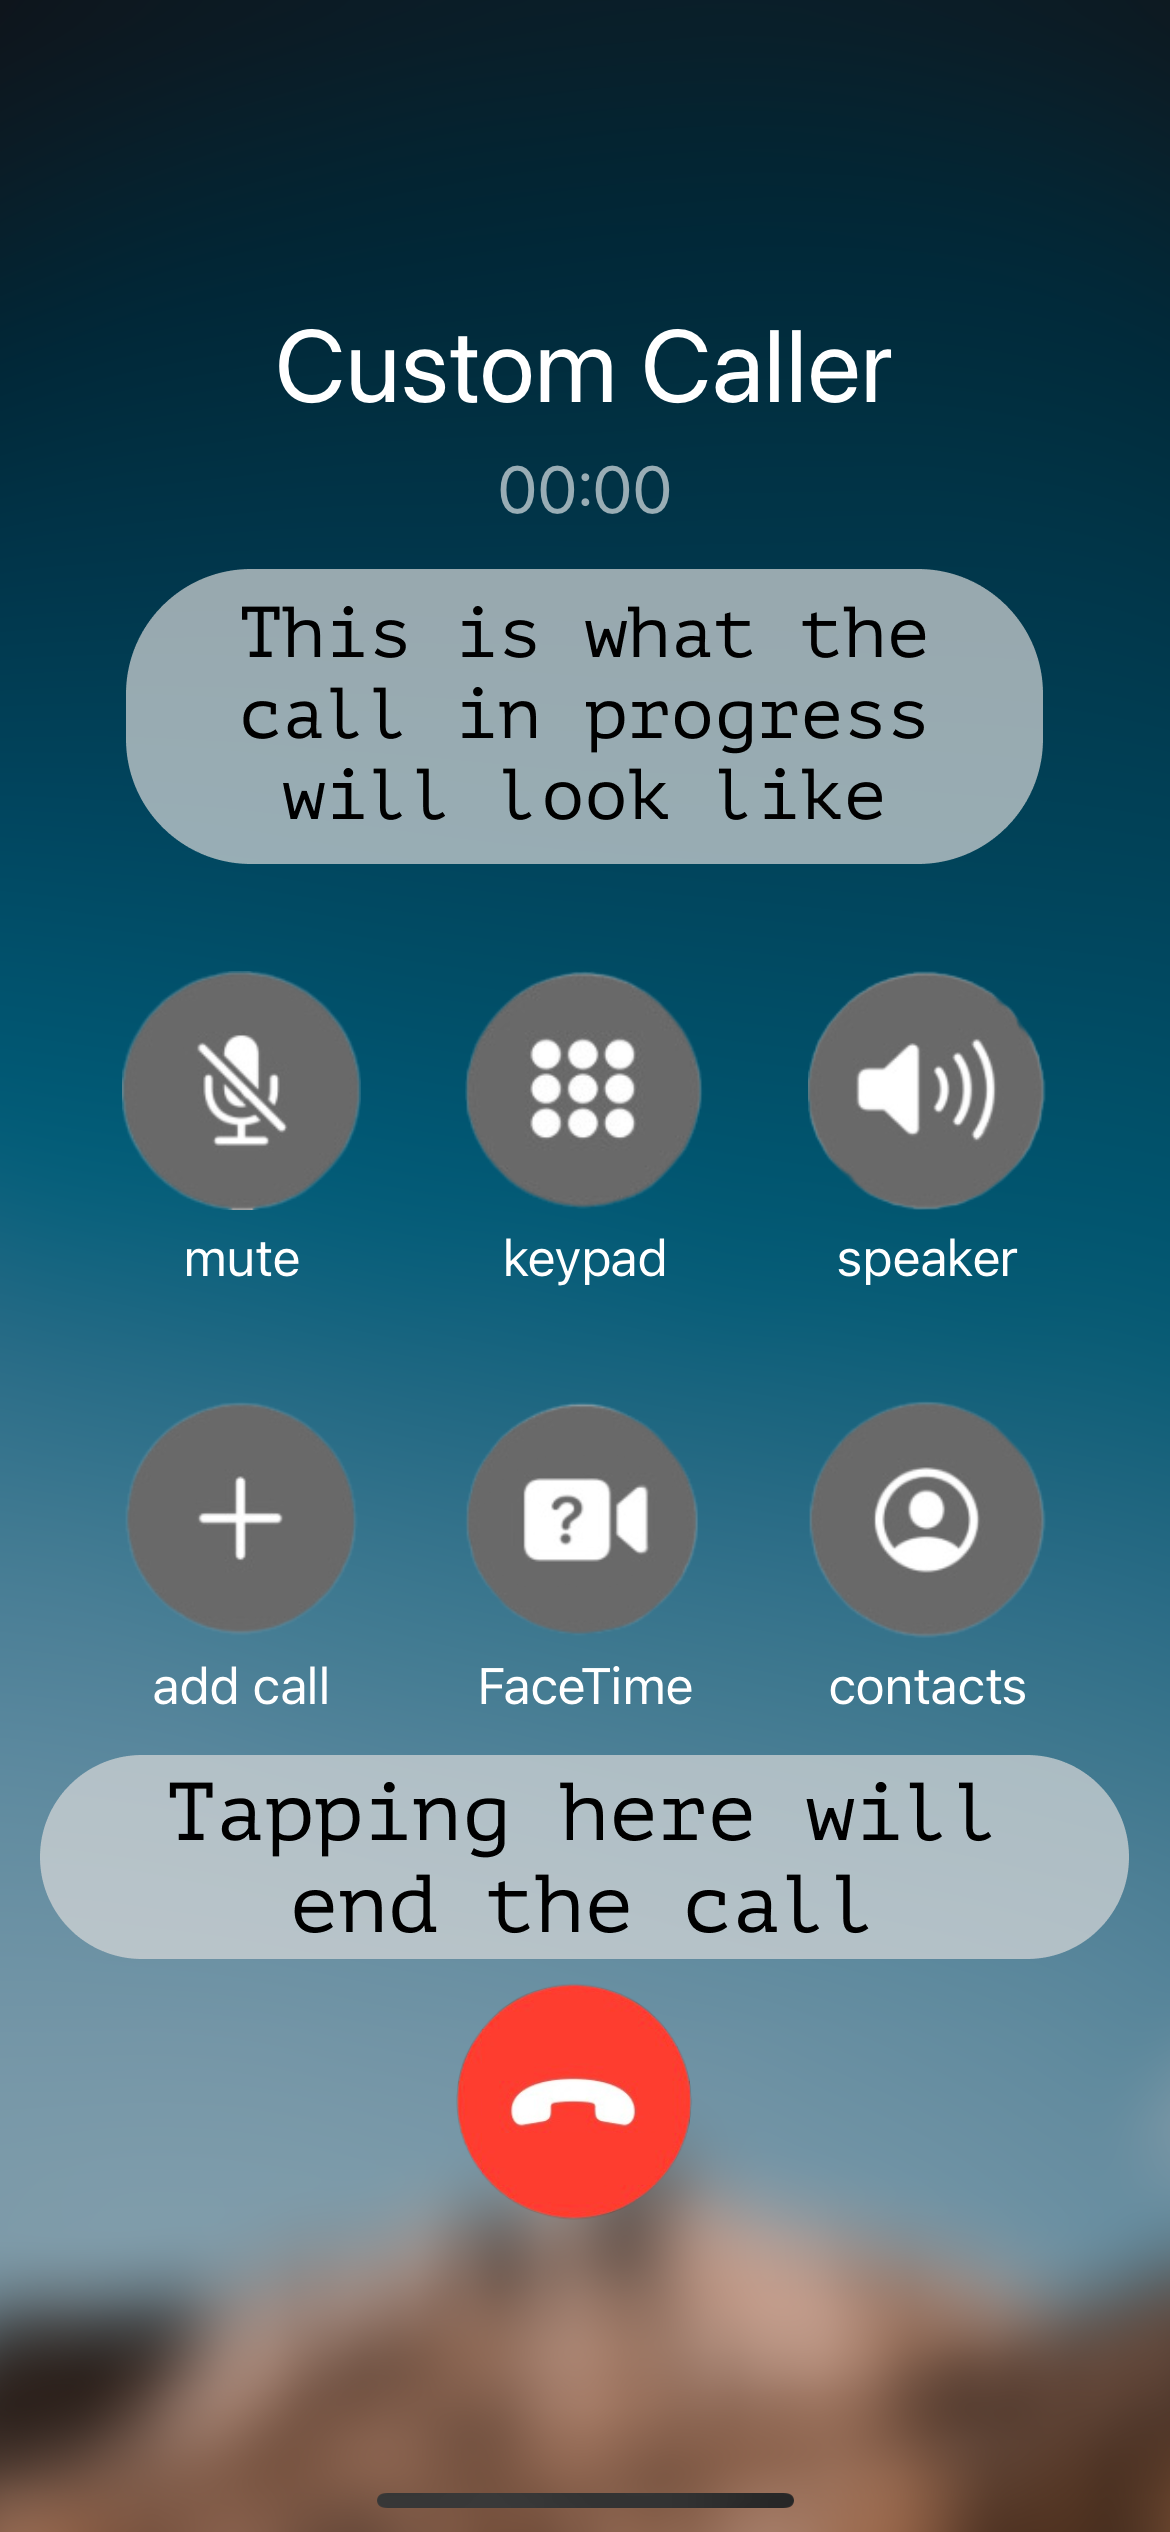 Custom Caller
00:00
This is what the
call in progress
will look like
mute keypad speaker
?
add call FaceTime contacts
Tapping here will
end the call